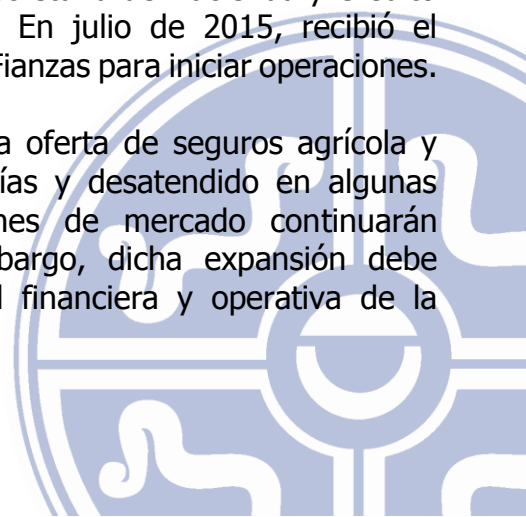 En julio de 2015, recibió el
ianzas para iniciar operaciones.
a oferta de seguros agrícola y
ías y desatendido en algunas
nes de mercado continuarán
bargo, dicha expansión debe
financiera y operativa de la